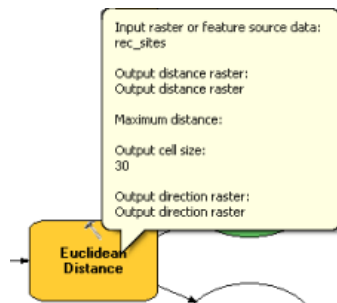 Input raster or feature source data:
rec_sites
Output distance raster:
Output distance raster
Maximum distance:
Output cell size:
30
Output direction raster:
Output direction raster
Euclidean
Distance